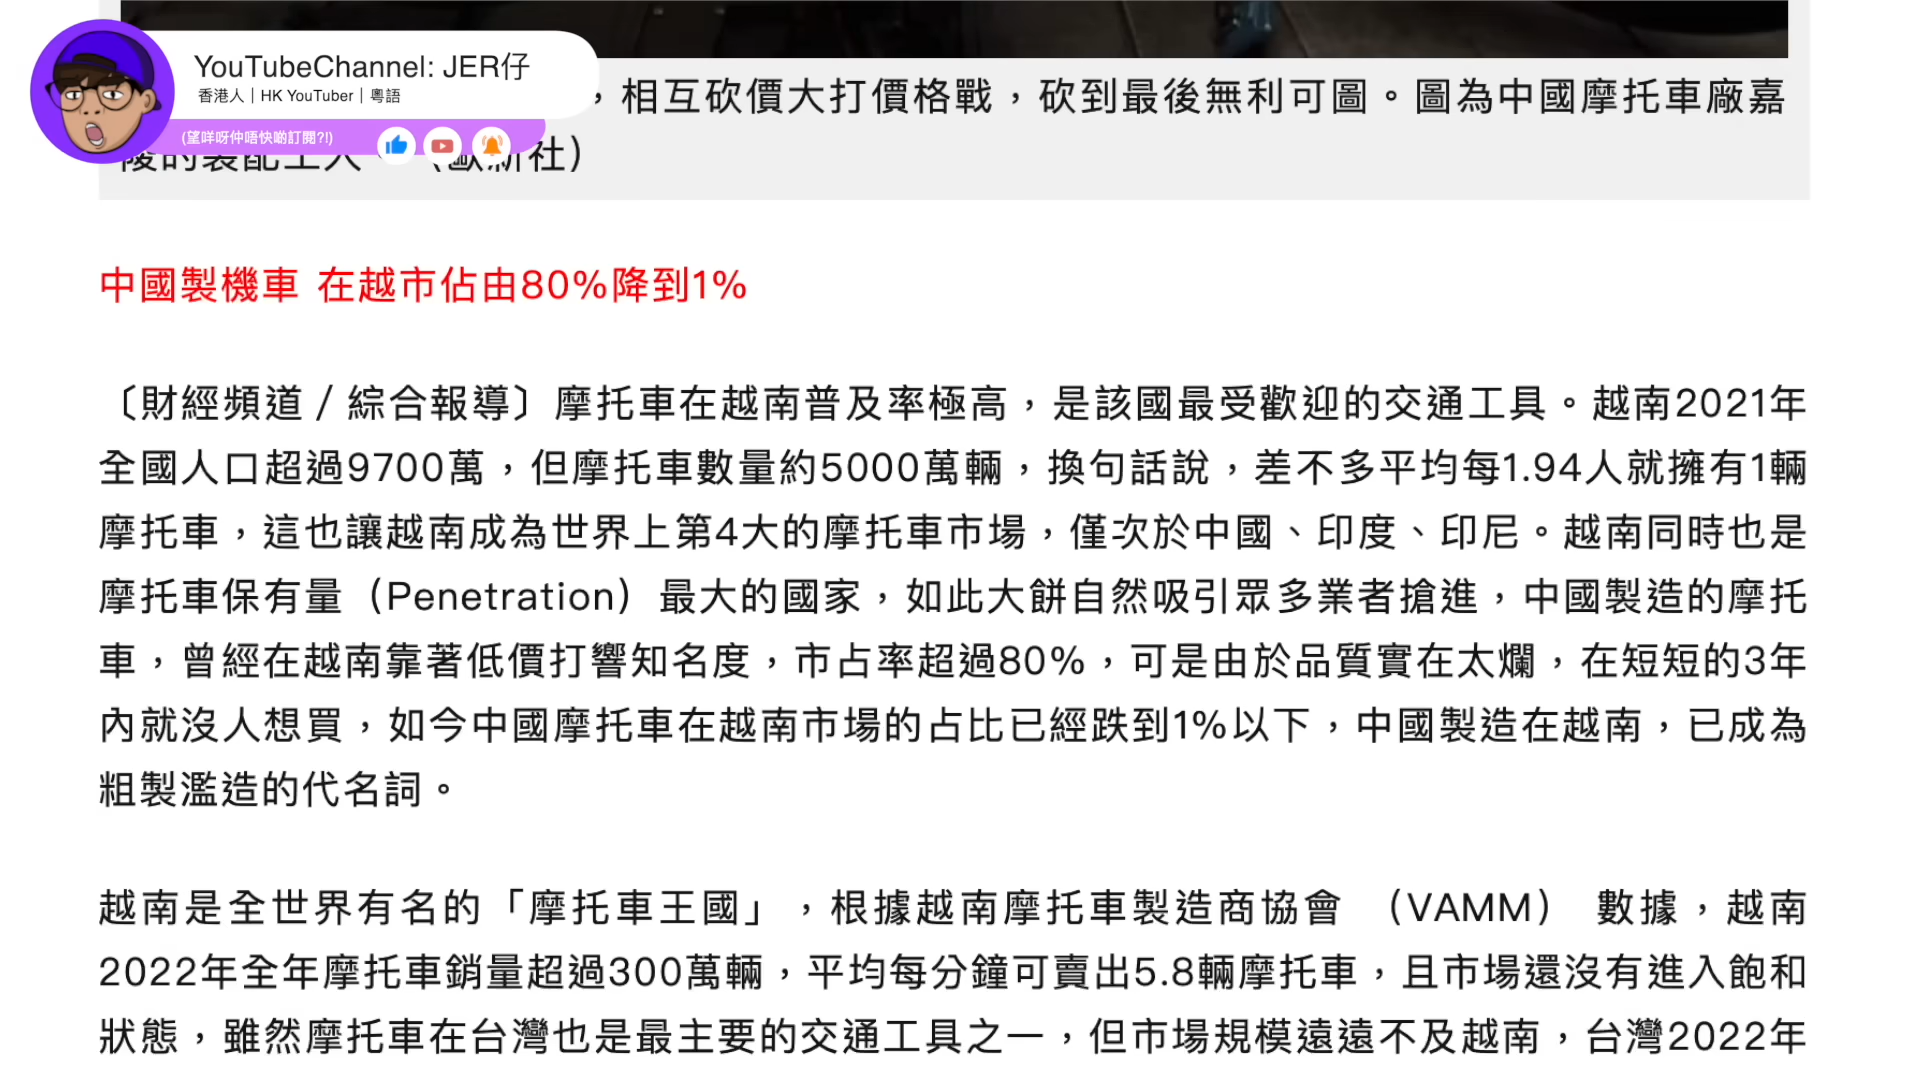 YouTubeChannel: JER仔
香港人｜HK YouTuber｜粵語
(望咩呀仲唔快啲訂閱?!)
，相互砍價大打價格戰，砍到最後無利可圖。圖為中國摩托車廠嘉
陵的裝配工人 （歐新社）
中國製機車 在越市佔由80%降到1%
〔財經頻道／綜合報導〕摩托車在越南普及率極高，是該國最受歡迎的交通工具。越南2021年
全國人口超過9700萬，但摩托車數量約5000萬輛，換句話說，差不多平均每1.94人就擁有1輛
摩托車，這也讓越南成為世界上第4大的摩托車市場，僅次於中國、印度、印尼。越南同時也是
摩托車保有量（Penetration）最大的國家，如此大餅自然吸引眾多業者搶進，中國製造的摩托
車，曾經在越南靠著低價打響知名度，市占率超過80%，可是由於品質實在太爛，在短短的3年
內就沒人想買，如今中國摩托車在越南市場的占比已經跌到1%以下，中國製造在越南，已成為
粗製濫造的代名詞。
越南是全世界有名的「摩托車王國」，根據越南摩托車製造商協會 （VAMM） 數據，越南
2022年全年摩托車銷量超過300萬輛，平均每分鐘可賣出5.8輛摩托車，且市場還沒有進入飽和
狀態，雖然摩托車在台灣也是最主要的交通工具之一，但市場規模遠遠不及越南，台灣2022年